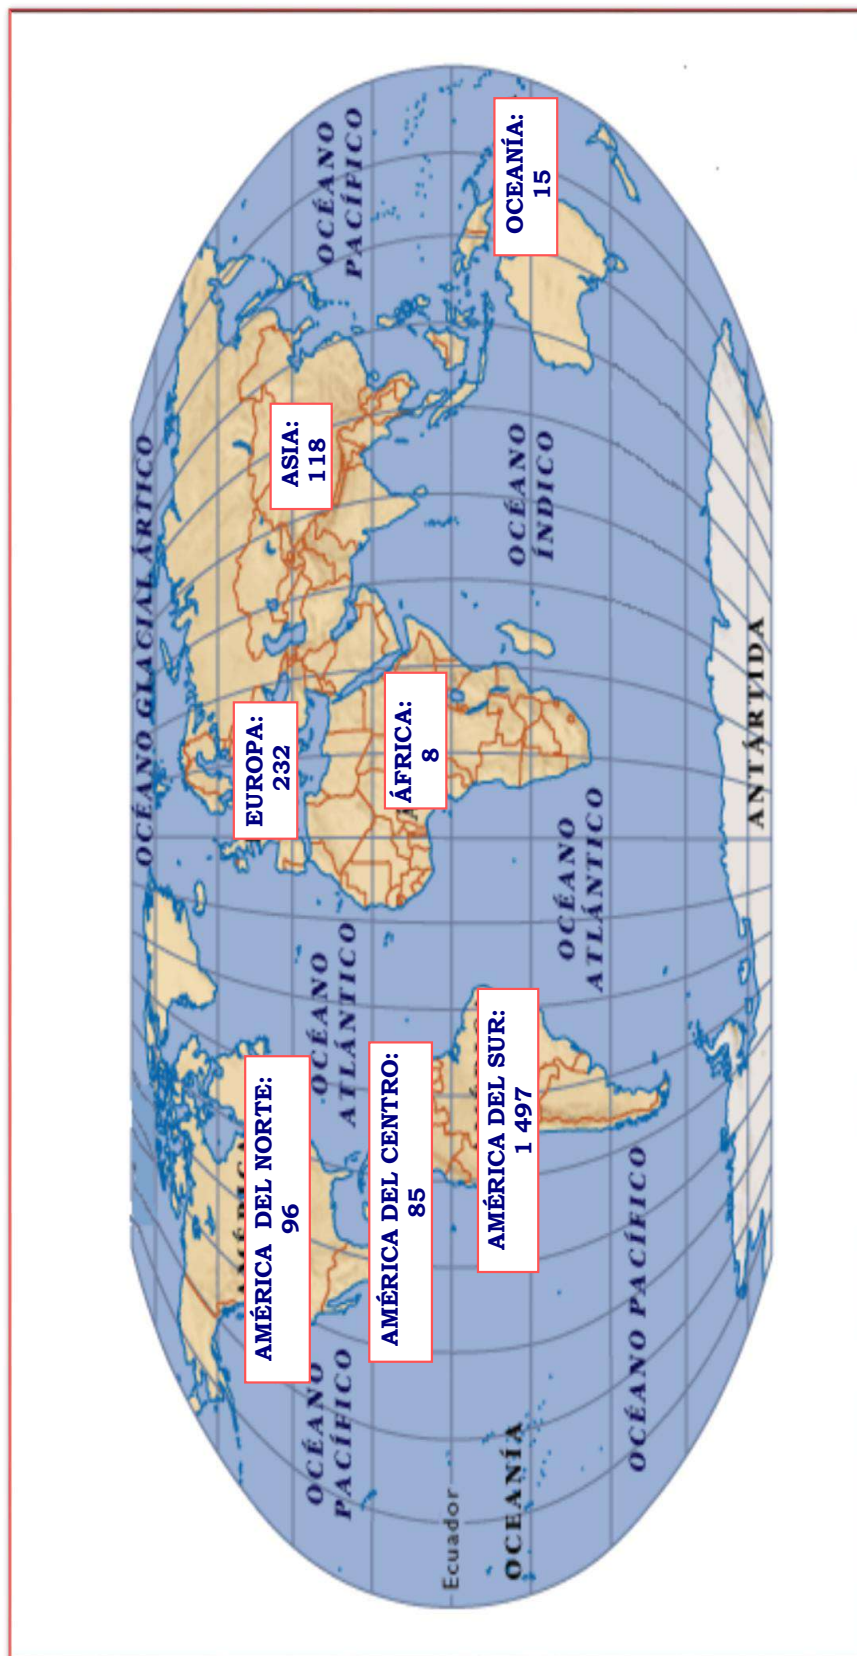 OCÉANO GLACIAL ÁRTICO
AMÉRICA DEL NORTE:
96
EUROPA:
232
ASIA:
118
OCÉANO
PACÍFICO
OCÉANO
ATLÁNTICO
OCÉANO
PACÍFICO
AMÉRICA DEL CENTRO:
85
ÁFRICA:
8
Ecuador
OCEANÍA
AMÉRICA DEL SUR:
1 497
OCÉANO
ATLÁNTICO
OCÉANO
ÍNDICO
OCEANÍA:
15
OCÉANO PACÍFICO
ANTÁRTIDA